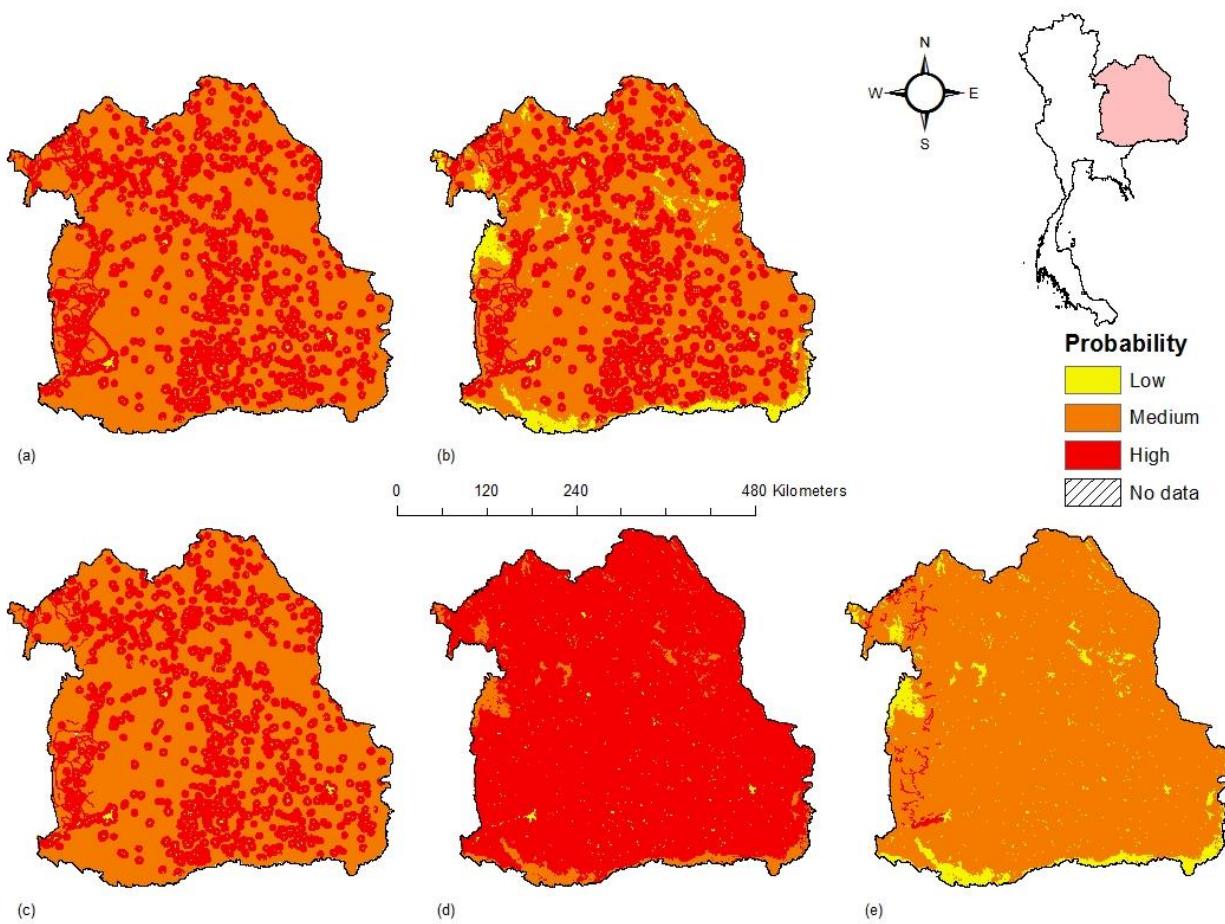 N
W E
S
(a)
(b)
Probability
Low
Medium
High
No data
0 120 240 480 Kilometers
(c)
(d)
(e)